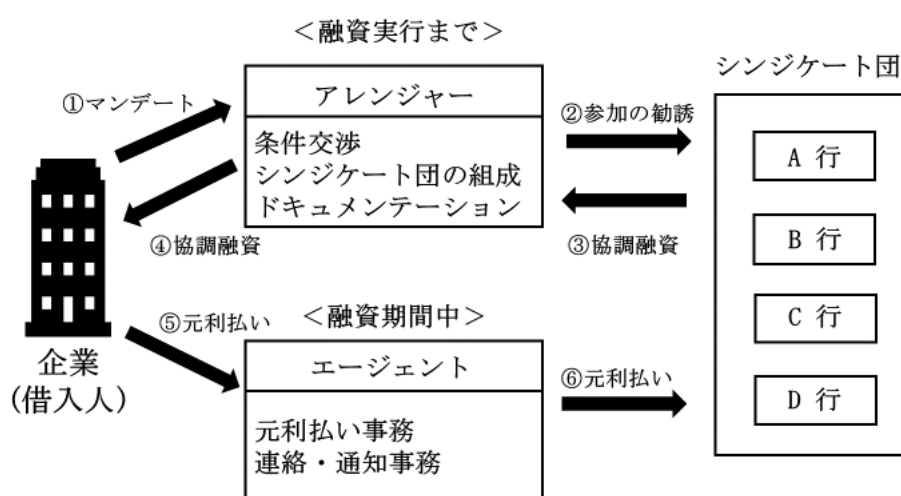 ＜融資実行まで＞
シンジケート団
①マンデート
アレンジャー
条件交渉
シンジケート団の組成
ドキュメンテーション
②参加の勧誘
③協調融資
④協調融資
A 行
B 行
C 行
D 行
企業
(借入人)
⑤元利払い
＜融資期間中＞
エージェント
元利払い事務
連絡・通知事務
⑥元利払い